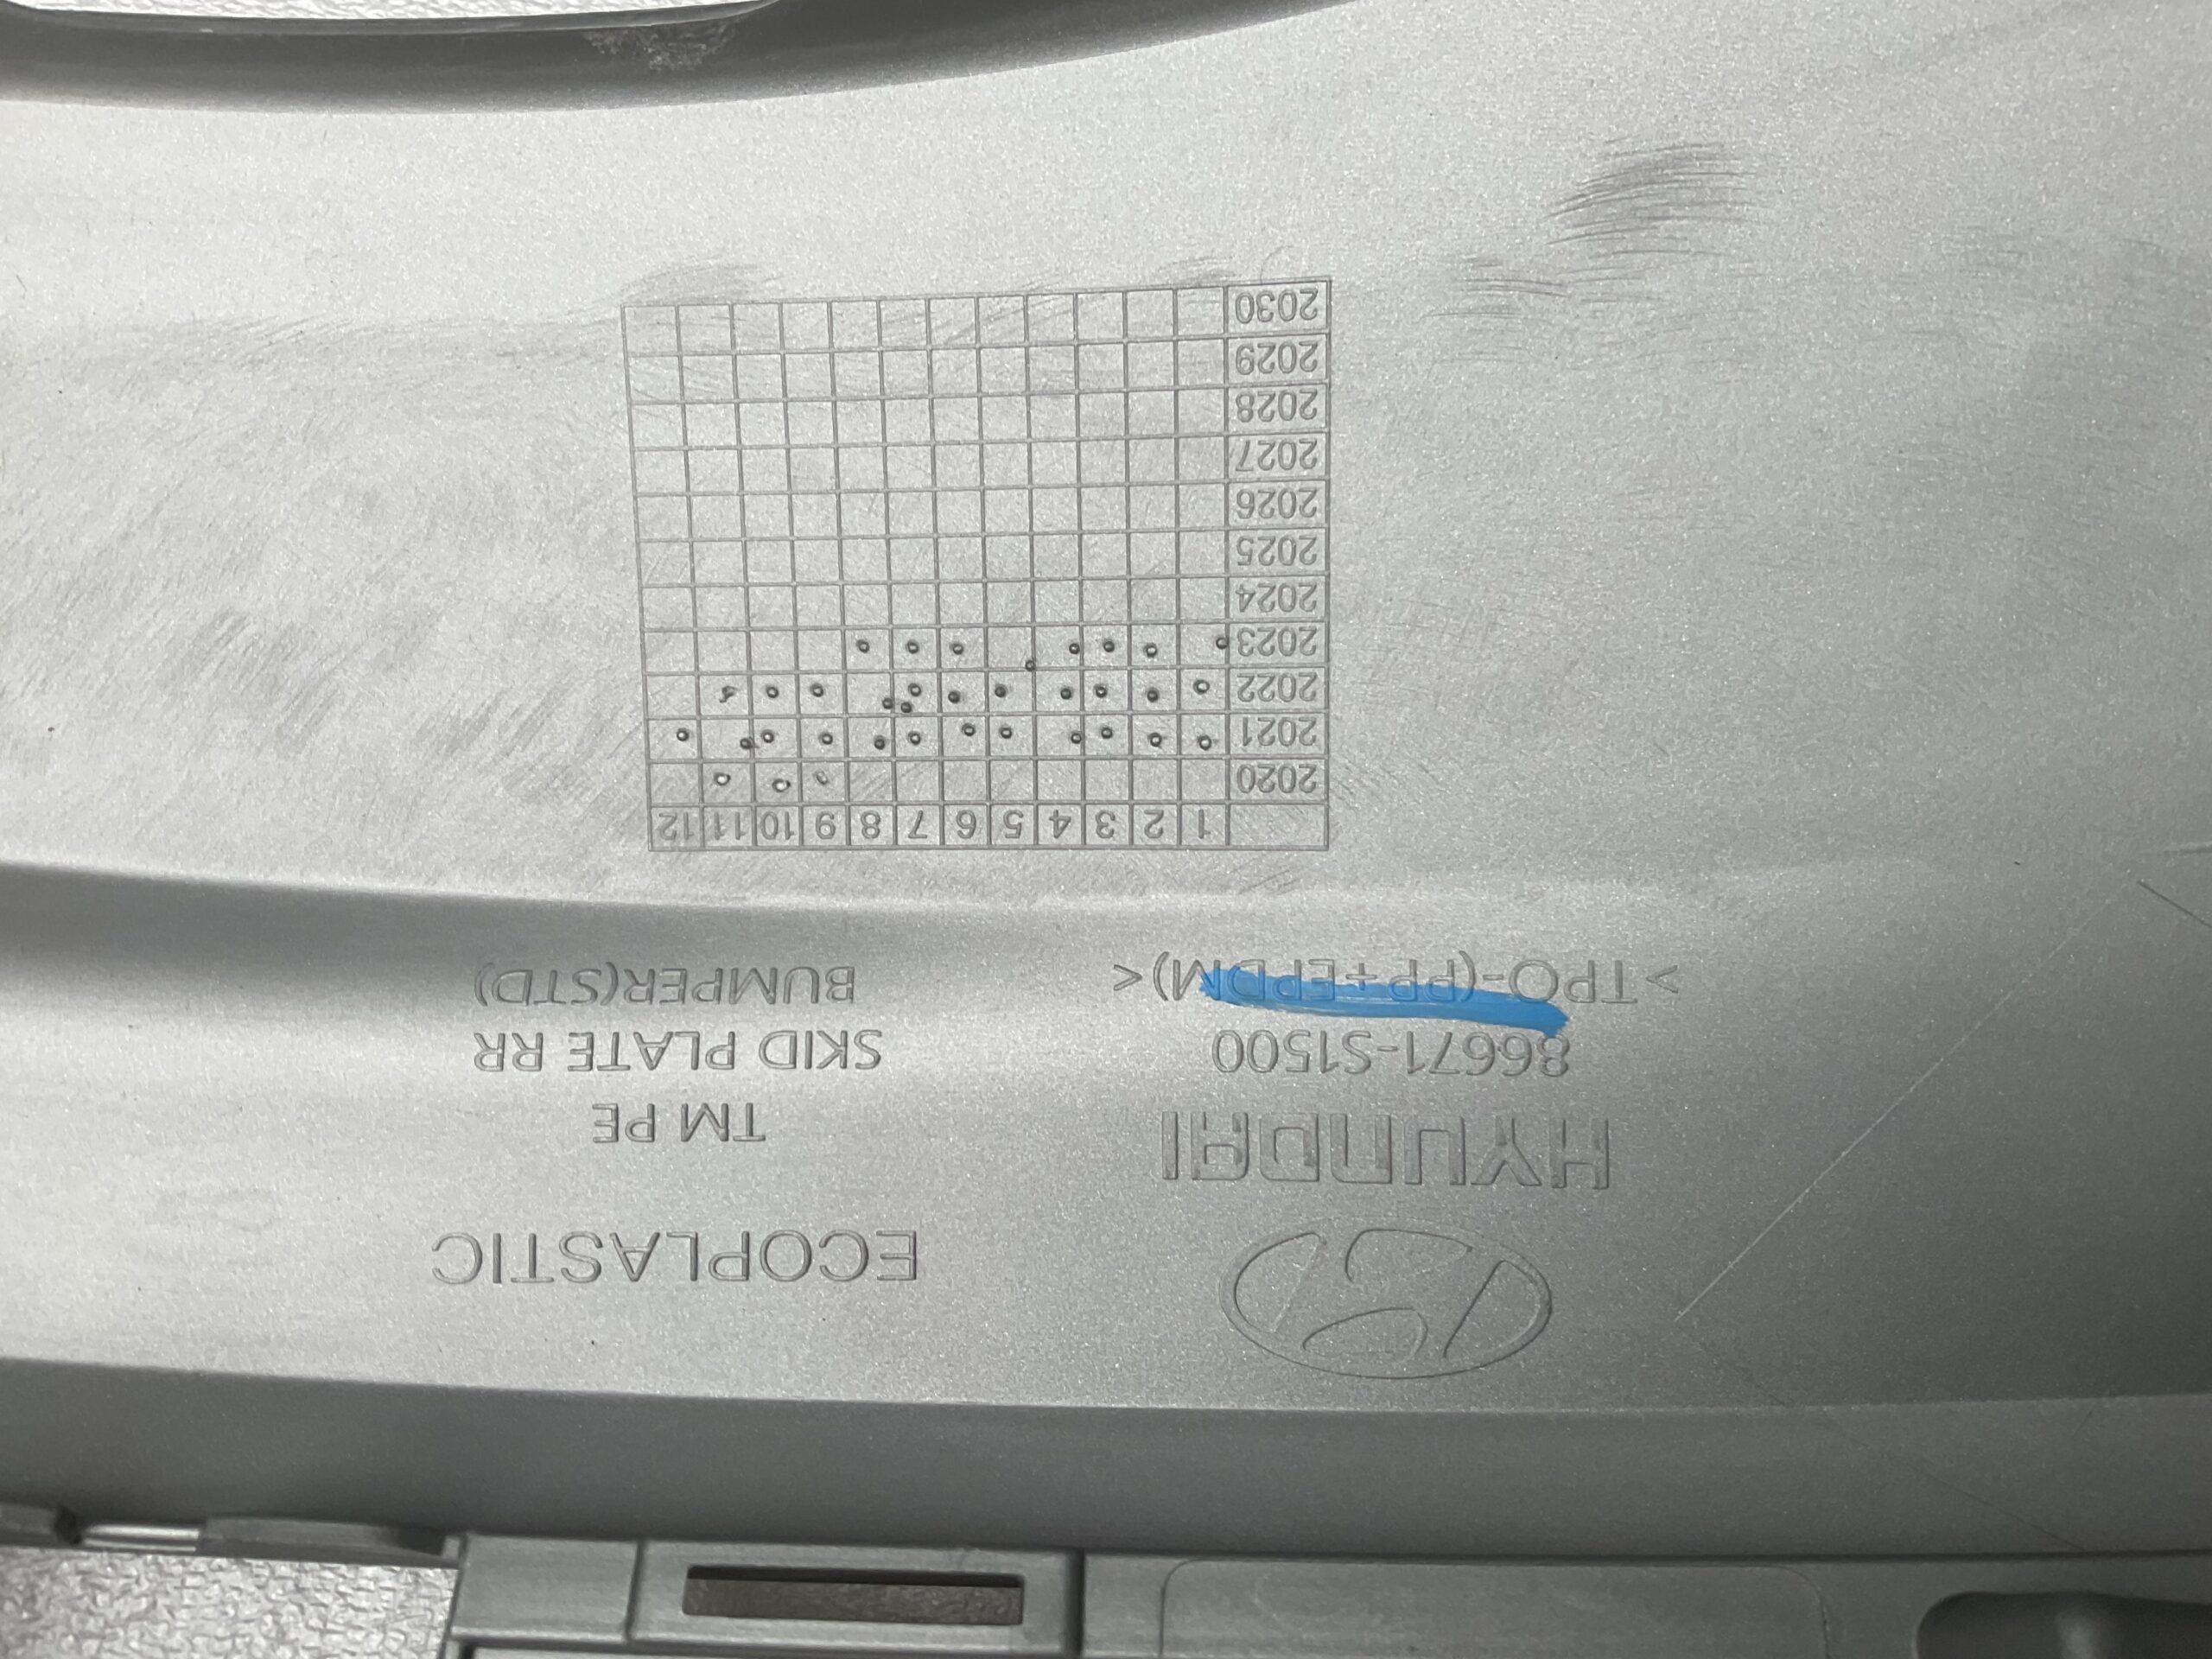 ECOPLASTIC
HYUNDAI
TM PE
86671-S1500
SKID PLATE RR
>TPO-(PP+EPDM)<
BUMPER(STD)
1 2 3 4 5 6 7 8 9 10 11 12
2020
2021
2022
2023
2024
2025
2026
2027
2028
2029
2030